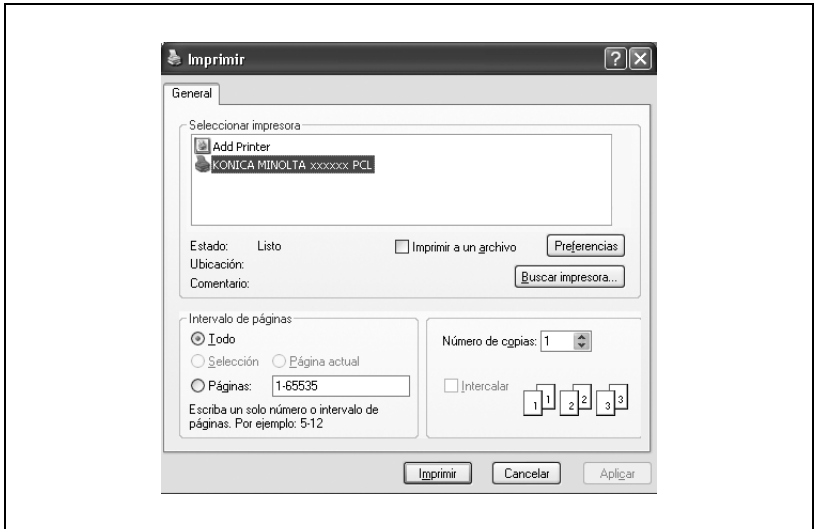 Imprimir
General
Seleccionar impresora
Add Printer
KONICA MINOLTA xxxxxx PCL
Estado: Listo
Imprimir a un archivo
Preferencias
Ubicación:
Comentario:
Buscar impresora...
Intervalo de páginas
Todo
Selección Página actual
Páginas: 1-65535
Escriba un solo número o intervalo de
páginas. Por ejemplo: 5-12
Número de copias: 1
Intercalar
1 1 2 2 3 3
Imprimir Cancelar Aplicar